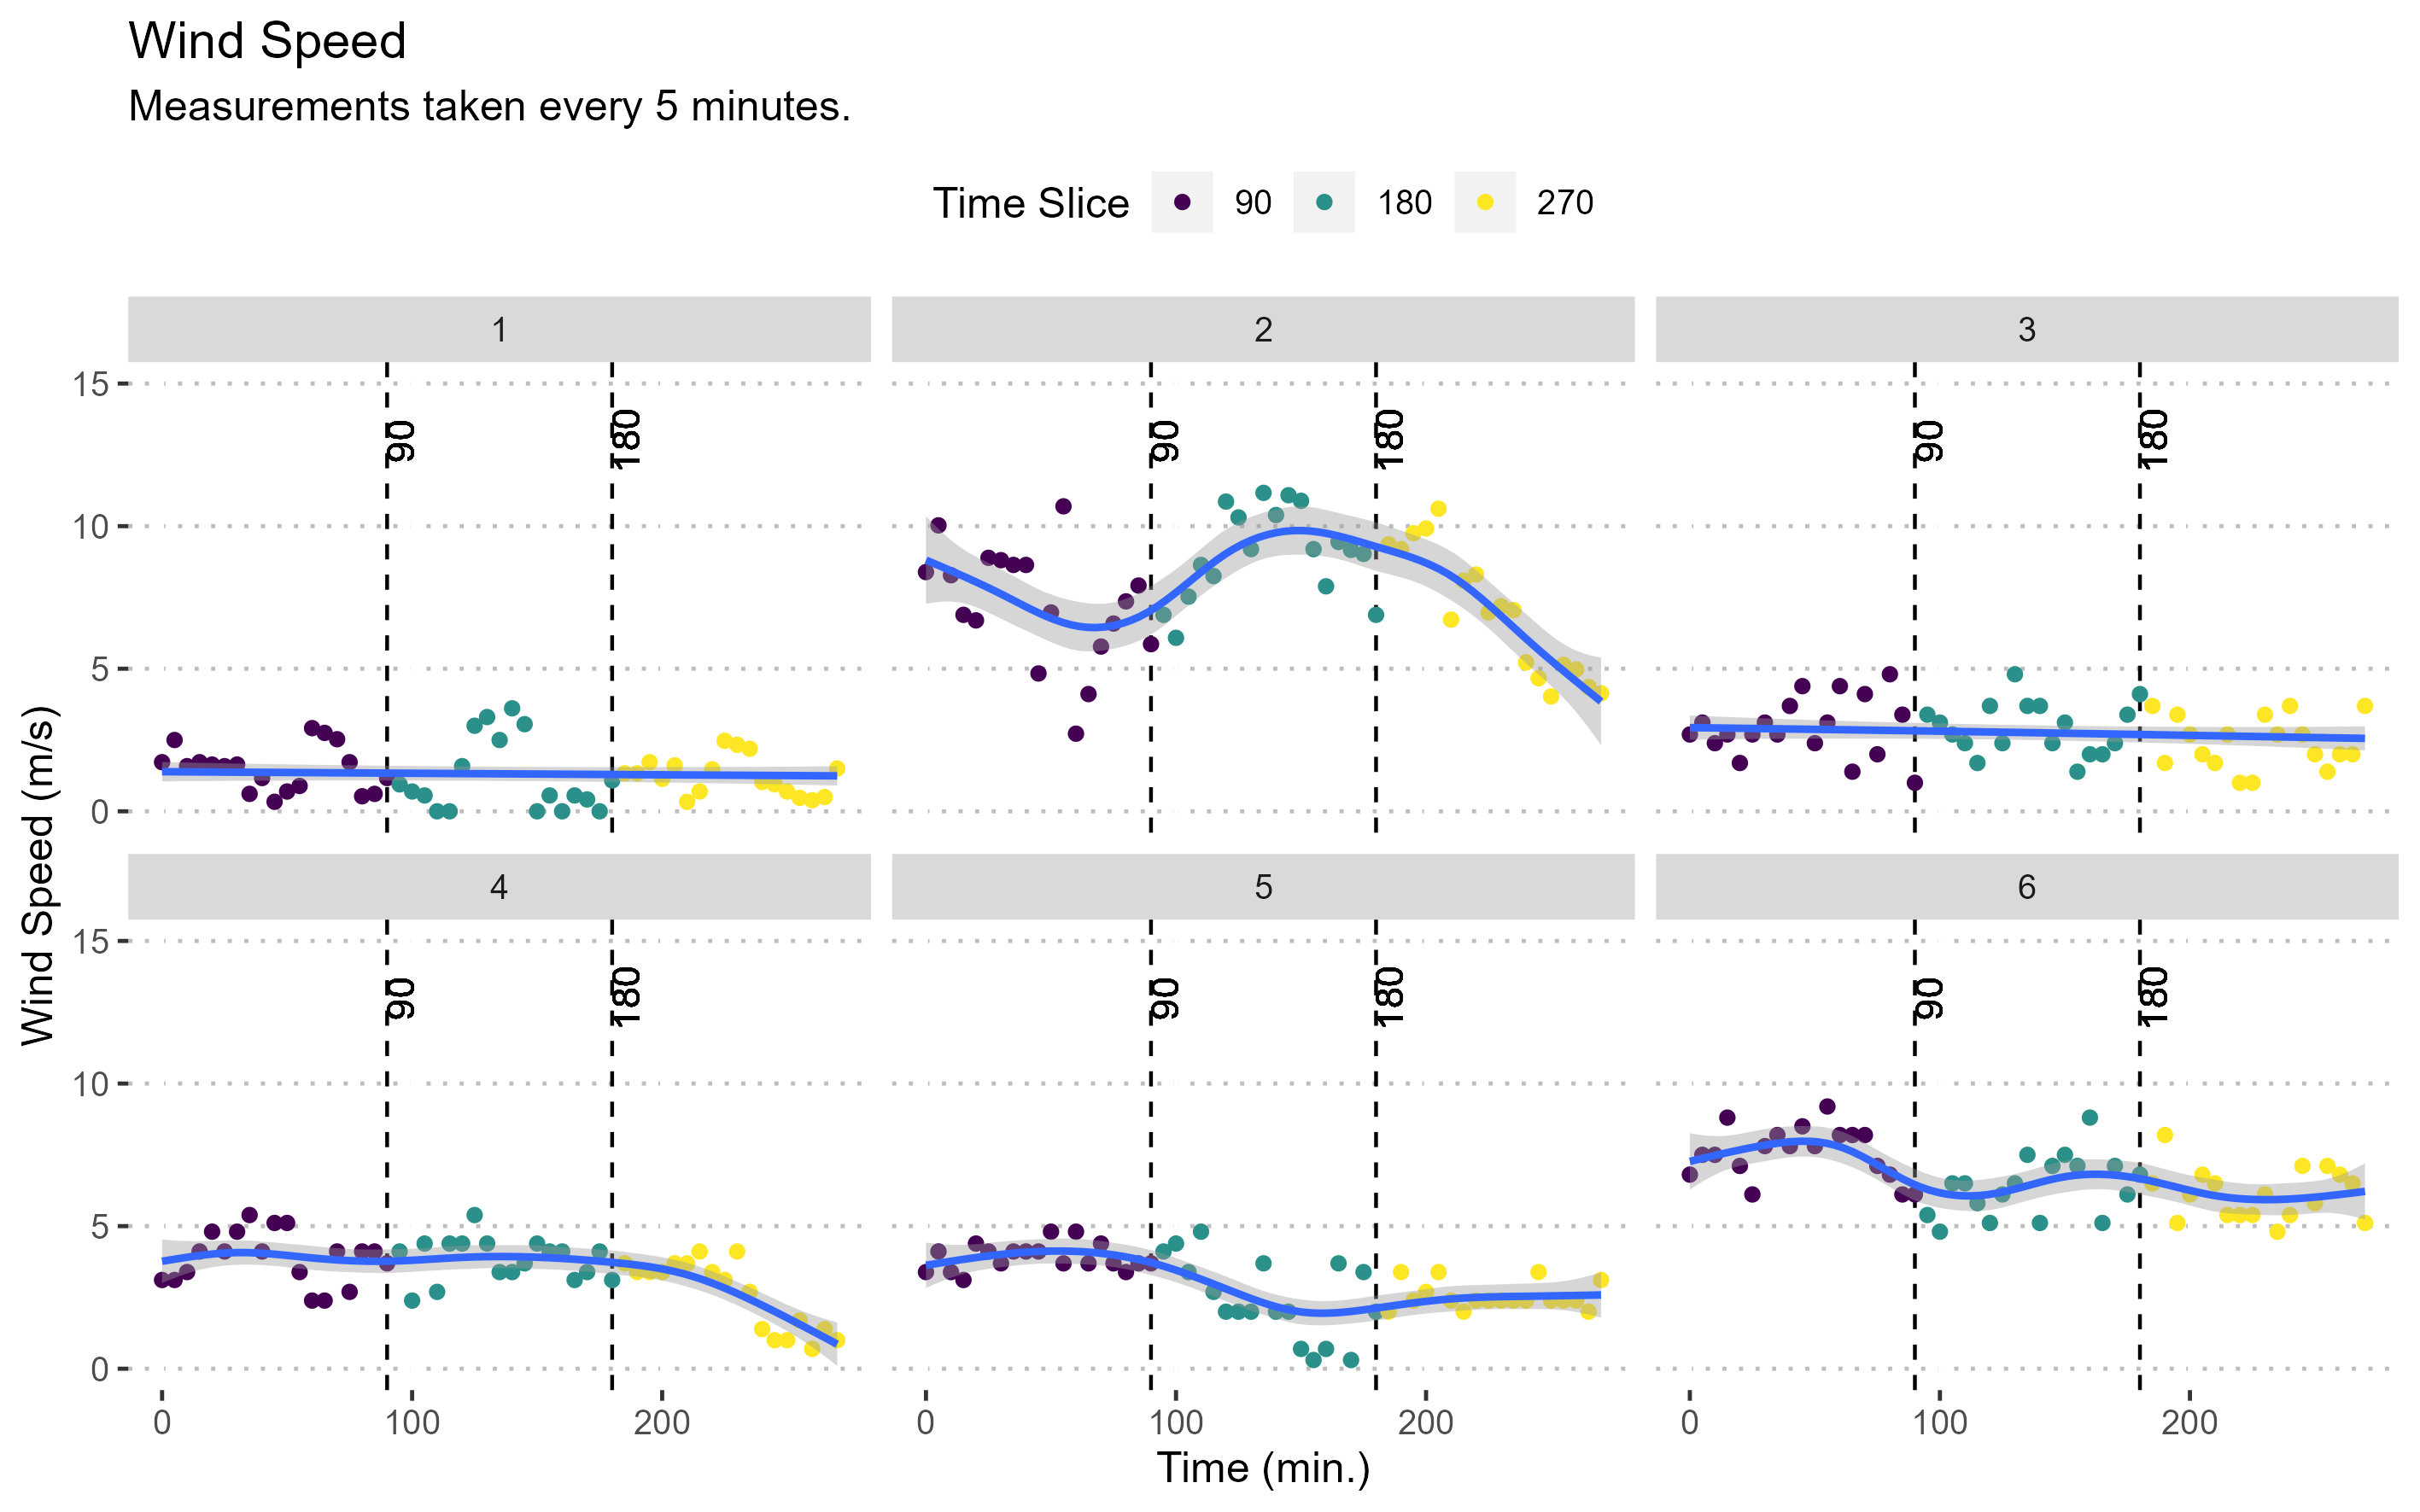 Wind Speed
Measurements taken every 5 minutes.
Time Slice 90 180 270
1 2 3
15
90 180 90 180 90 180
10
5
0
4 5 6
15
90 180 90 180 90 180
10
5
0
Wind Speed (m/s)
0 100 200 0 100 200 0 100 200
Time (min.)